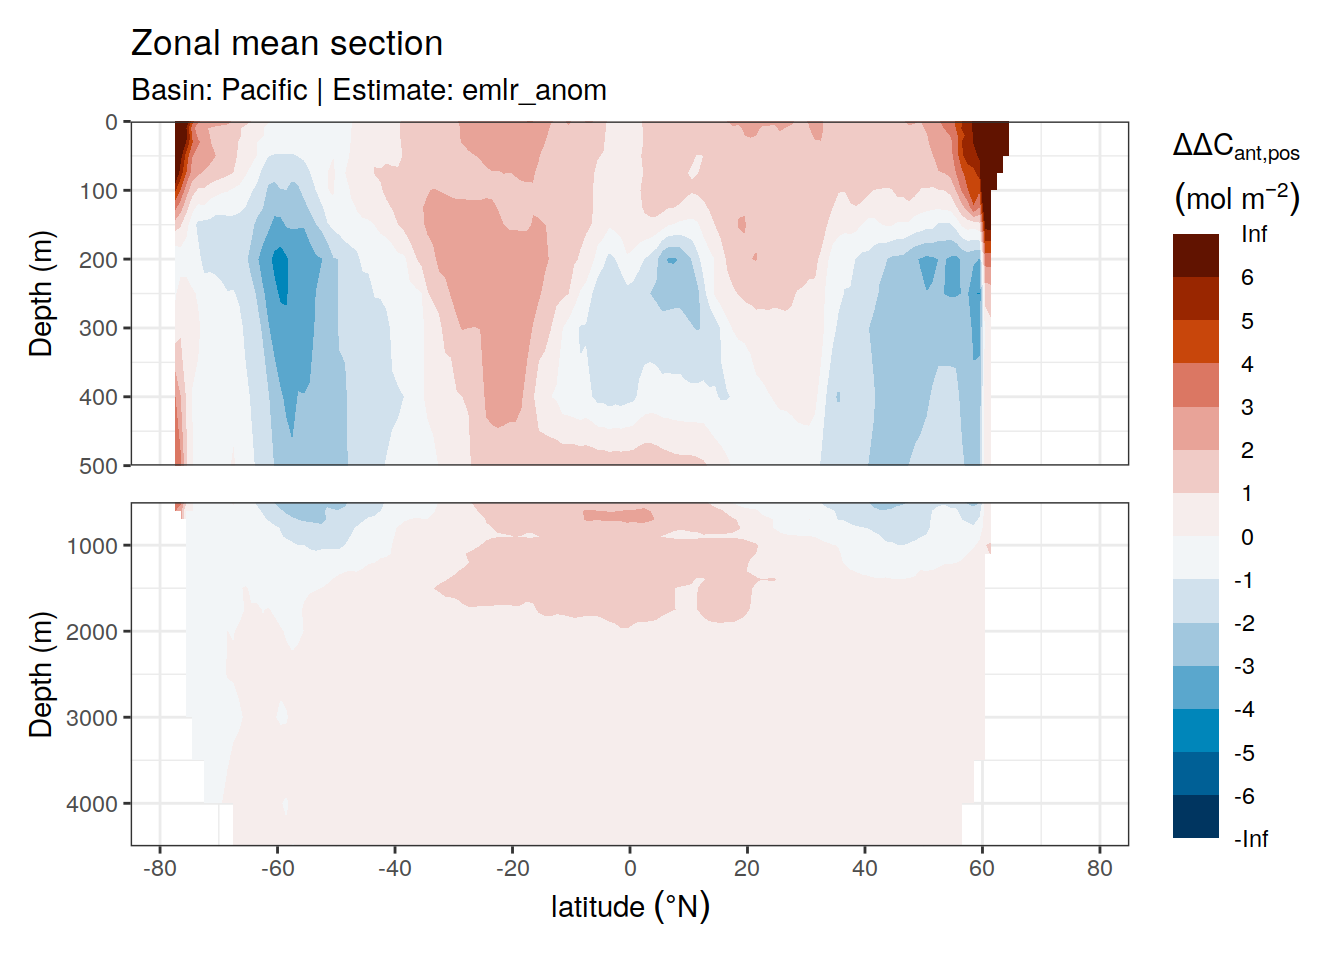 Zonal mean section
Basin: Pacific | Estimate: emlr_anom
0
100
200
300
400
500
Depth (m)
1000
2000
3000
4000
Depth (m)
-80 -60 -40 -20 0 20 40 60 80
latitude (°N)
ΔΔCant,pos
(mol m−2)
Inf
6
5
4
3
2
1
0
-1
-2
-3
-4
-5
-6
-Inf